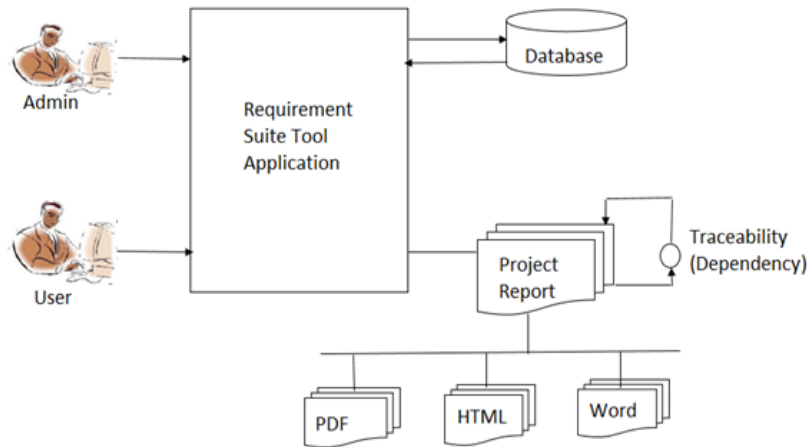 Admin
Requirement
Suite Tool
Application
Database
User
Project
Report
Traceability
(Dependency)
PDF
HTML
Word